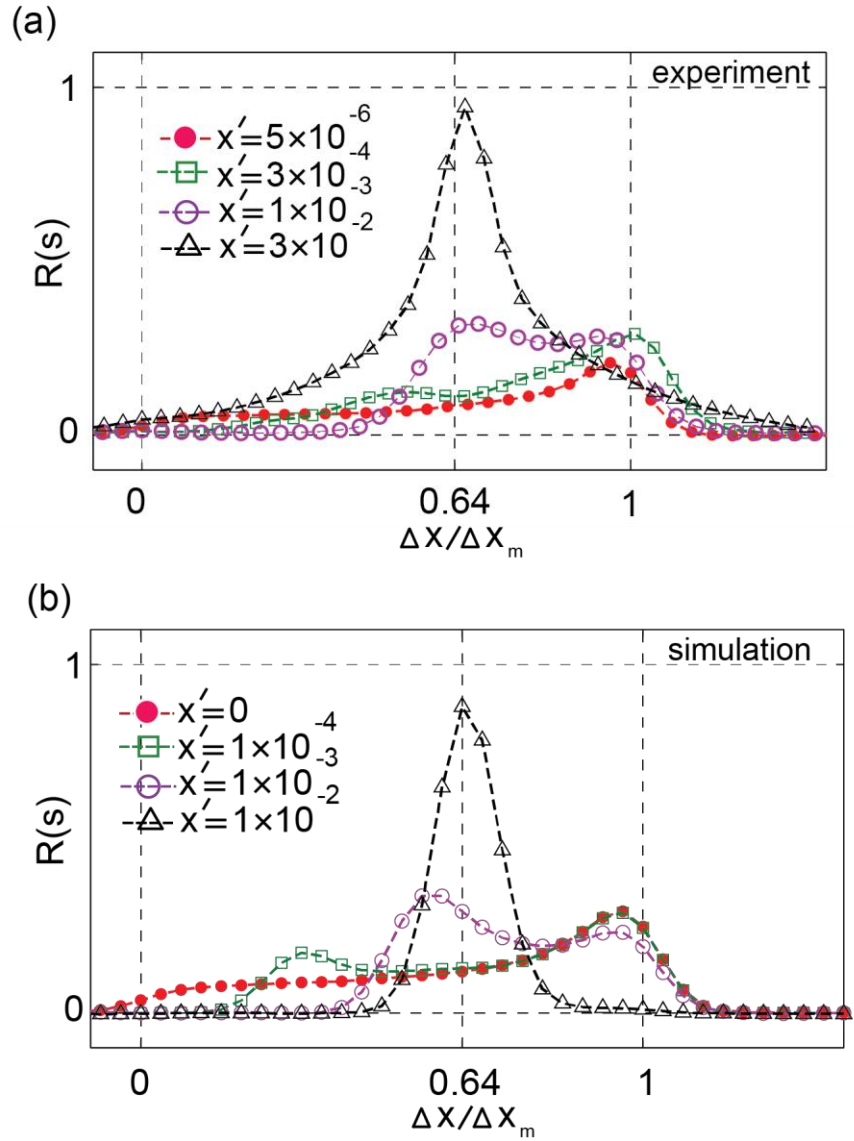 (a)
experiment
1
x′=5×10⁻⁶
x′=3×10⁻⁴
x′=1×10⁻³
x′=3×10⁻²
R(s)
0
0 0.64 1
ΔX/ΔXₘ
(b)
simulation
1
x′=0
x′=1×10⁻⁴
x′=1×10⁻³
x′=1×10⁻²
R(s)
0
0 0.64 1
ΔX/ΔXₘ